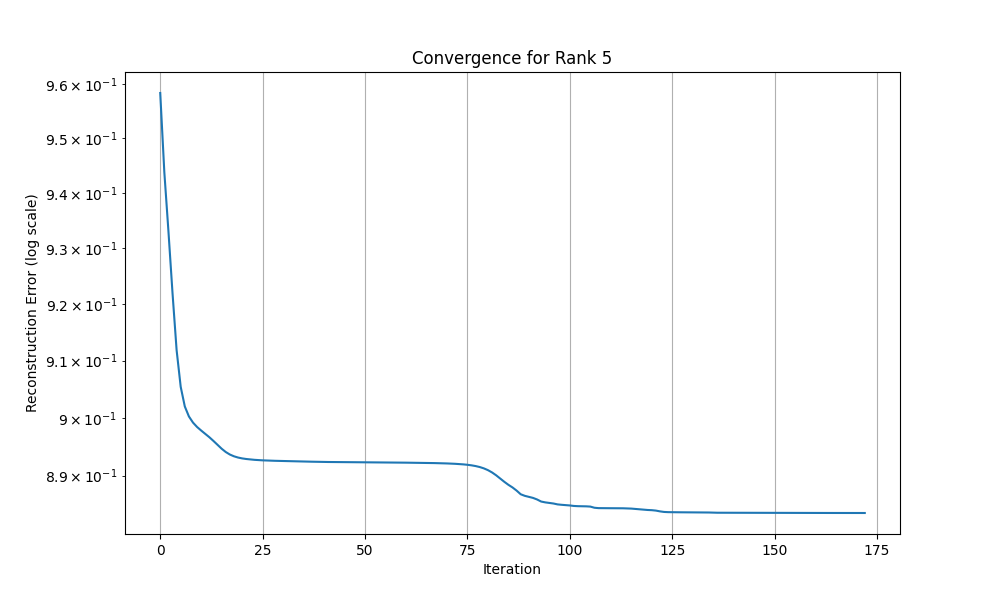 Convergence for Rank 5
Reconstruction Error (log scale)
9.6 × 10⁻¹
9.5 × 10⁻¹
9.4 × 10⁻¹
9.3 × 10⁻¹
9.2 × 10⁻¹
9.1 × 10⁻¹
9 × 10⁻¹
8.9 × 10⁻¹
0 25 50 75 100 125 150 175
Iteration